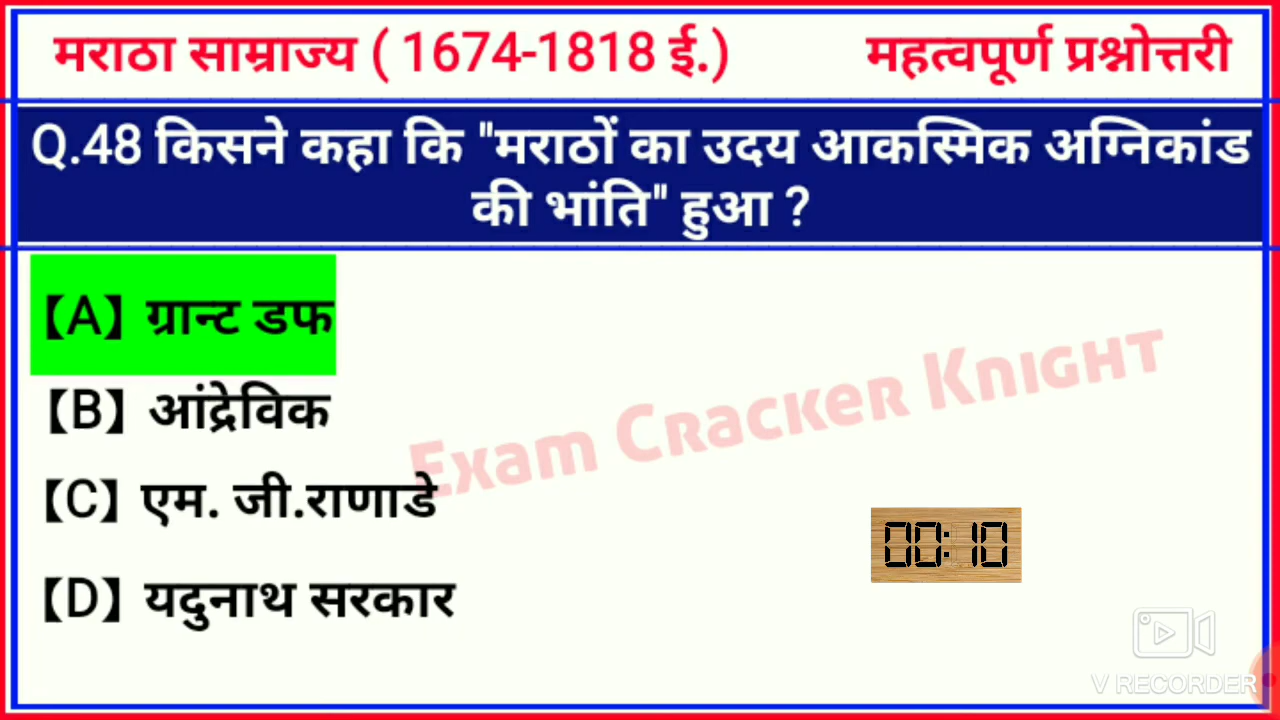 मराठा साम्राज्य ( 1674-1818 ई.) महत्वपूर्ण प्रश्नोत्तरी
Q.48 किसने कहा कि "मराठों का उदय आकस्मिक अग्निकांड
की भांति" हुआ ?
【A】 ग्रान्ट डफ
【B】 आंद्रेविक
【C】 एम. जी.राणाडे
【D】 यदुनाथ सरकार
Exam Cracker Knight
00:10
V RECORDER